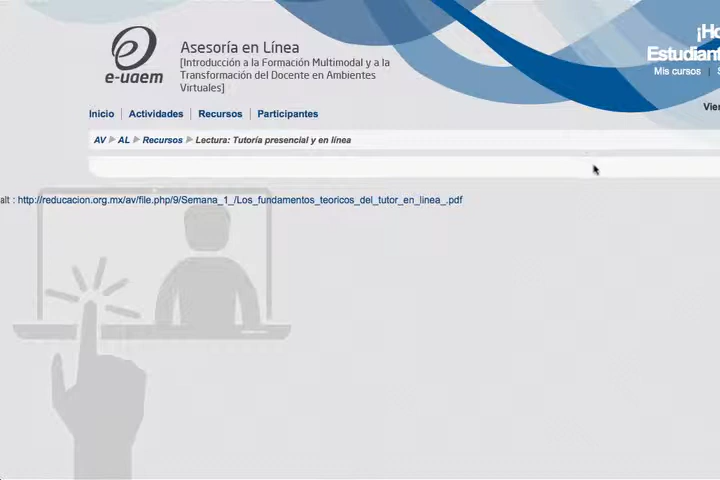 e-uaem
Asesoría en Línea
[Introducción a la Formación Multimodal y a la
Transformación del Docente en Ambientes
Virtuales]
¡Ho
Estudiant
Mis cursos | S
Vier
Inicio | Actividades | Recursos | Participantes
AV AL Recursos Lectura: Tutoría presencial y en línea
alt : http://reducacion.org.mx/av/file.php/9/Semana_1_/Los_fundamentos_teoricos_del_tutor_en_linea_.pdf